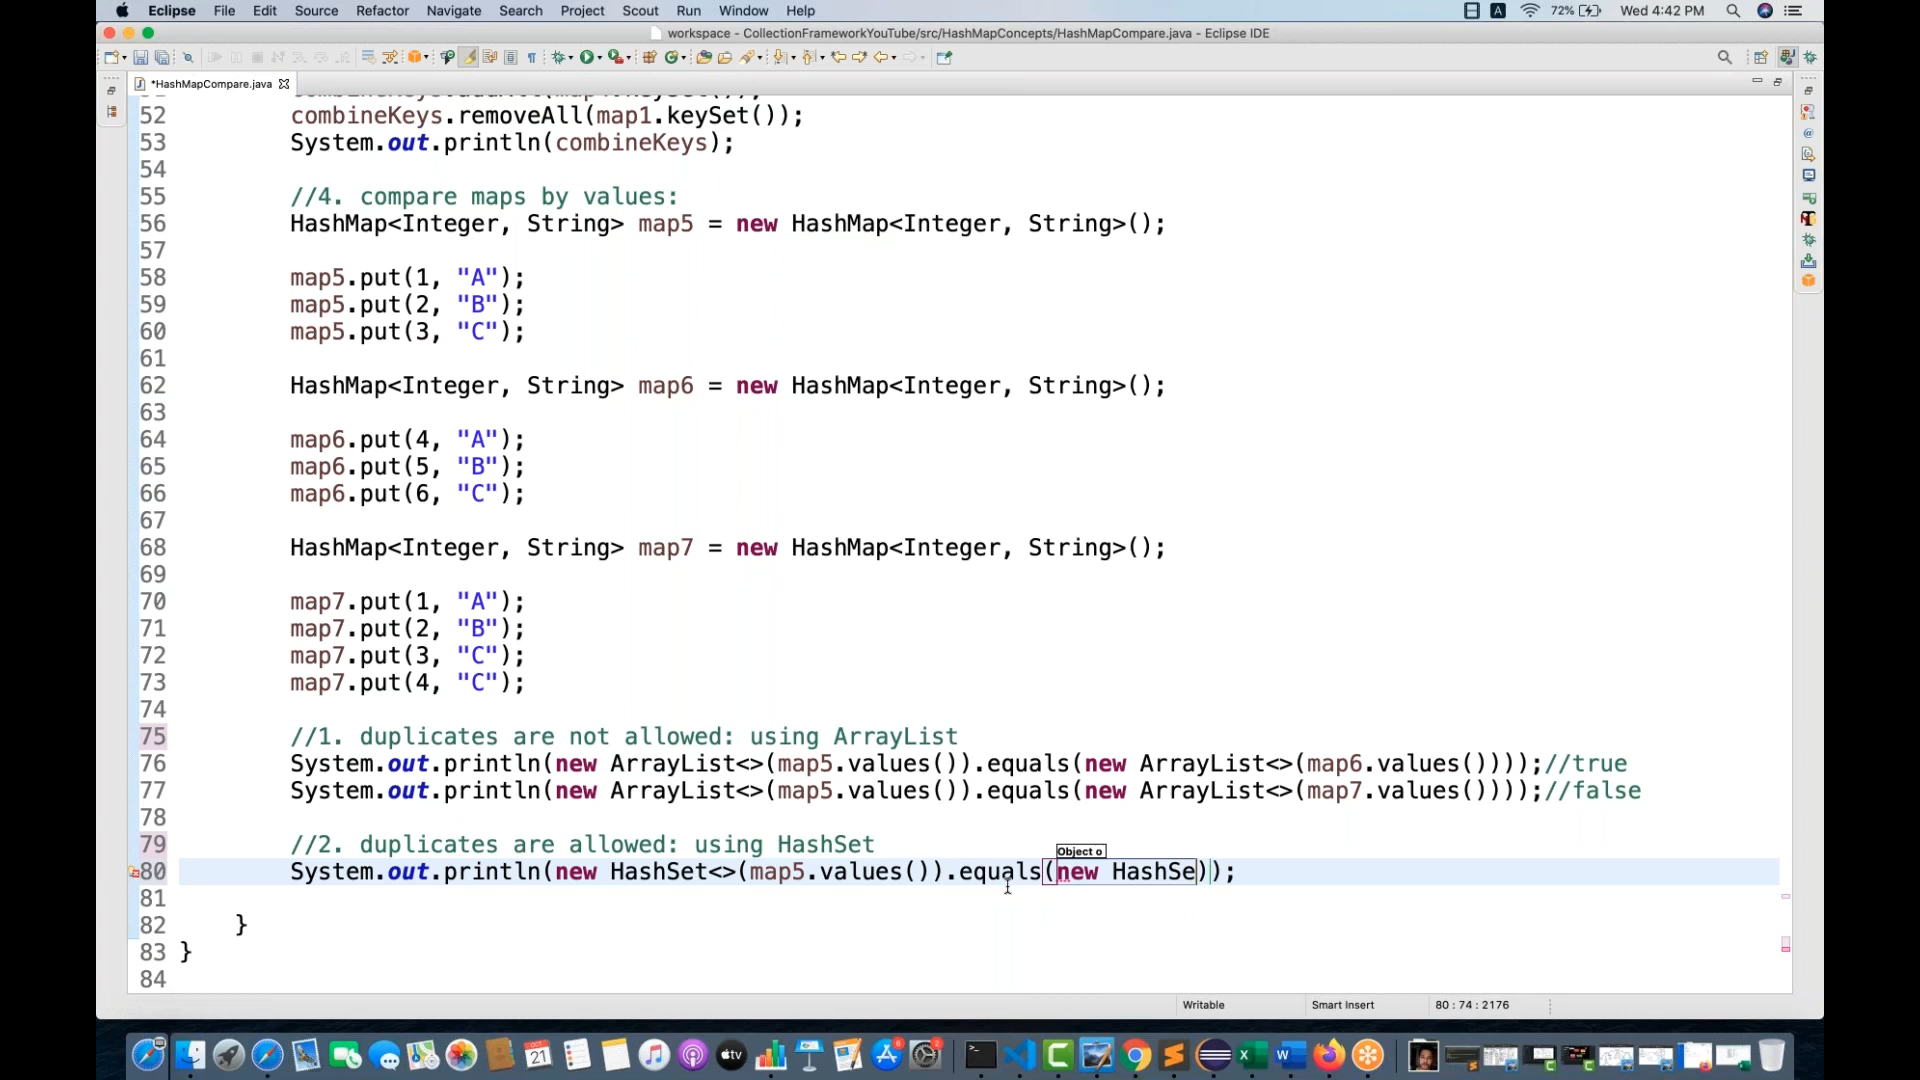 Eclipse File Edit Source Refactor Navigate Search Project Scout Run Window Help 72% Wed 4:42 PM
workspace - CollectionFrameworkYouTube/src/HashMapConcepts/HashMapCompare.java - Eclipse IDE
*HashMapCompare.java
52 combineKeys.removeAll(map1.keySet());
53 System.out.println(combineKeys);
54
55 //4. compare maps by values:
56 HashMap<Integer, String> map5 = new HashMap<Integer, String>();
57
58 map5.put(1, "A");
59 map5.put(2, "B");
60 map5.put(3, "C");
61
62 HashMap<Integer, String> map6 = new HashMap<Integer, String>();
63
64 map6.put(4, "A");
65 map6.put(5, "B");
66 map6.put(6, "C");
67
68 HashMap<Integer, String> map7 = new HashMap<Integer, String>();
69
70 map7.put(1, "A");
71 map7.put(2, "B");
72 map7.put(3, "C");
73 map7.put(4, "C");
74
75 //1. duplicates are not allowed: using ArrayList
76 System.out.println(new ArrayList<>(map5.values()).equals(new ArrayList<>(map6.values())));//true
77 System.out.println(new ArrayList<>(map5.values()).equals(new ArrayList<>(map7.values())));//false
78
79 //2. duplicates are allowed: using HashSet
Object o
80 System.out.println(new HashSet<>(map5.values()).equals(new HashSe));
81
82 }
83 }
84
Writable Smart Insert 80 : 74 : 2176
OCT 21 tv